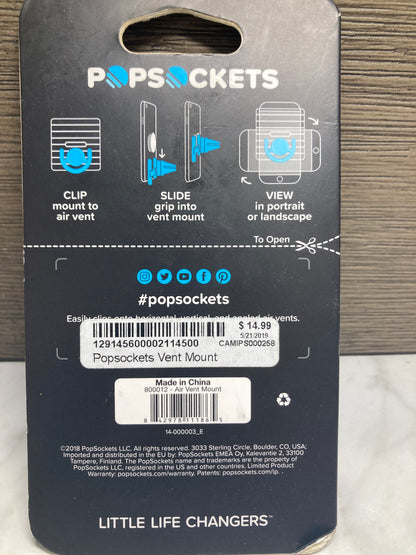 POPSOCKETS
CLIP
mount to
air vent
SLIDE
grip into
vent mount
VIEW
in portrait
or landscape
To Open
#popsockets
Easily clips onto horizontal, vertical, and angled air vents.
$ 14.99
5/21/2019
129145600002114500
CAMIPS000268
Popsockets Vent Mount
Made in China
800012 - Air Vent Mount
8 42978 11186 5
14-000003_E
©2018 PopSockets LLC. All rights reserved. 3033 Sterling Circle, Boulder, CO, USA;
Imported and distributed in the EU by: PopSockets EMEA Oy, Kalevantie 2, 33100
Tampere, Finland. The PopSockets name and trademarks are the property of
PopSockets LLC, registered in the US and other countries. Limited Product
Warranty: popsockets.com/warranty. Patents: popsockets.com/ip.
LITTLE LIFE CHANGERS™